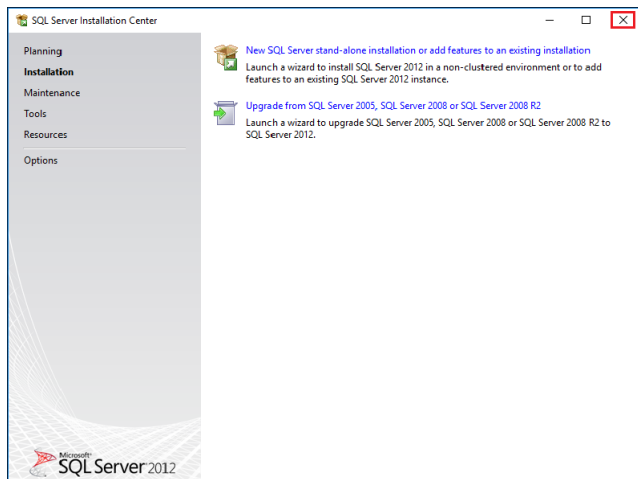 SQL Server Installation Center
Planning
Installation
Maintenance
Tools
Resources
Options
New SQL Server stand-alone installation or add features to an existing installation
Launch a wizard to install SQL Server 2012 in a non-clustered environment or to add
features to an existing SQL Server 2012 instance.
Upgrade from SQL Server 2005, SQL Server 2008 or SQL Server 2008 R2
Launch a wizard to upgrade SQL Server 2005, SQL Server 2008 or SQL Server 2008 R2 to
SQL Server 2012.
Microsoft
SQL Server 2012